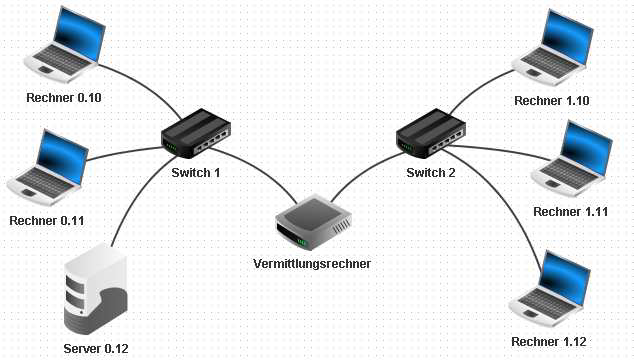 Rechner 0.10
Rechner 1.10
Switch 1
Switch 2
Rechner 0.11
Rechner 1.11
Vermittlungsrechner
Server 0.12
Rechner 1.12